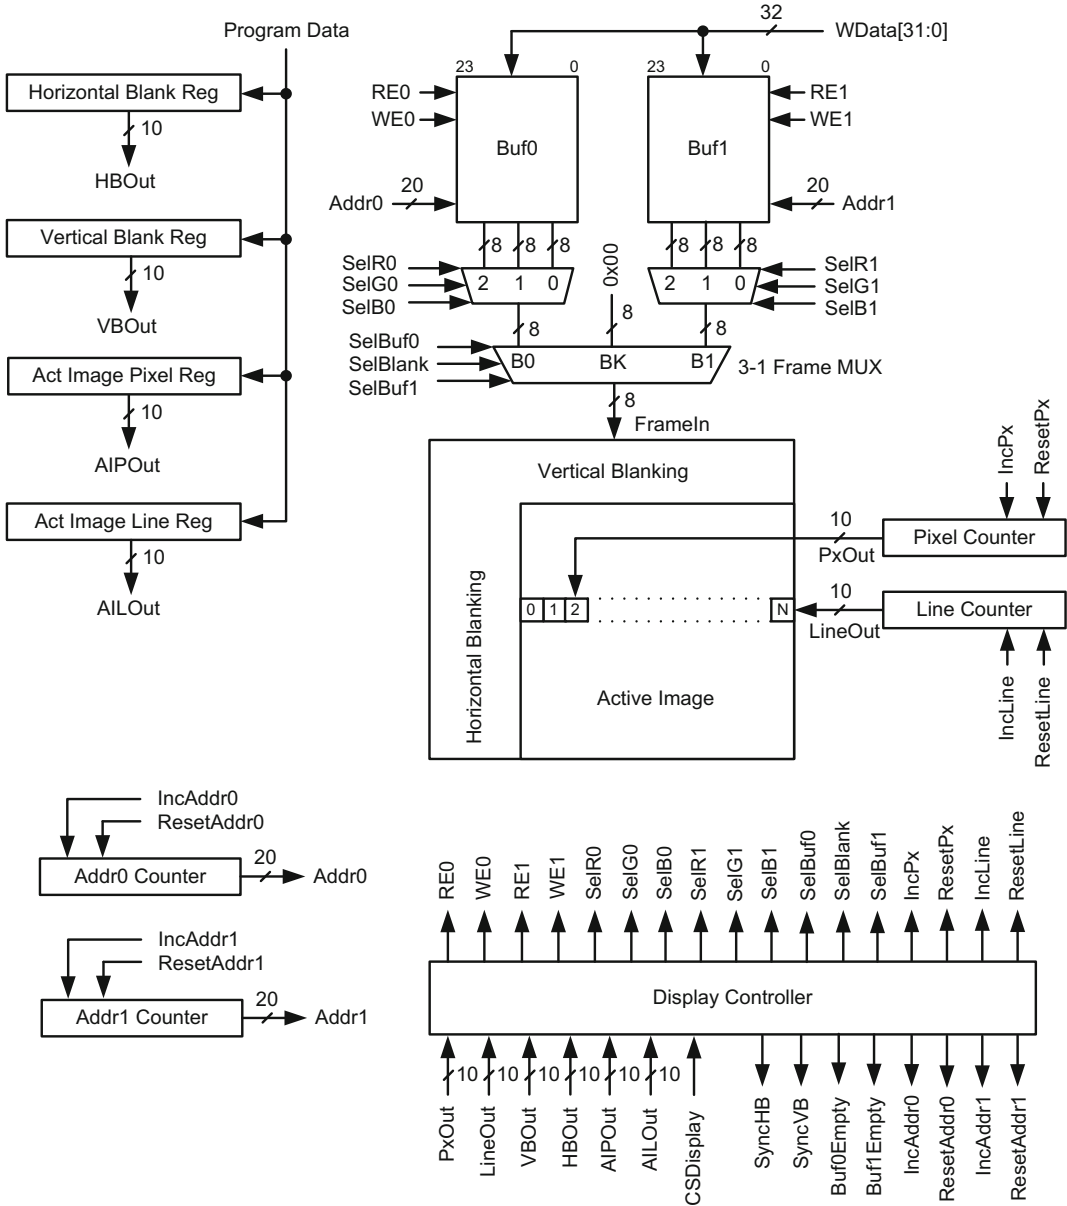 Program Data
Horizontal Blank Reg
10
HBOut
Vertical Blank Reg
10
VBOut
Act Image Pixel Reg
10
AIPOut
Act Image Line Reg
10
AILOut
32
WData[31:0]
23
0
23
0
RE0
WE0
Buf0
Buf1
RE1
WE1
20
Addr0
20
Addr1
8
8
8
8
8
8
SelR0
SelG0
SelB0
2 1 0
0x00
2 1 0
SelR1
SelG1
SelB1
8
8
8
SelBuf0
SelBlank
SelBuf1
B0
BK
B1
3-1 Frame MUX
8
FrameIn
Vertical Blanking
Horizontal Blanking
0 1 2
N
Active Image
IncPx
ResetPx
10
PxOut
Pixel Counter
10
LineOut
Line Counter
IncLine
ResetLine
IncAddr0
ResetAddr0
Addr0 Counter
20
Addr0
IncAddr1
ResetAddr1
Addr1 Counter
20
Addr1
RE0
WE0
RE1
WE1
SelR0
SelG0
SelB0
SelR1
SelG1
SelB1
SelBuf0
SelBlank
SelBuf1
IncPx
ResetPx
IncLine
ResetLine
Display Controller
10
10
10
10
10
10
PxOut
LineOut
VBOut
HBOut
AIPOut
AILOut
CSDisplay
SyncHB
SyncVB
Buf0Empty
Buf1Empty
IncAddr0
ResetAddr0
IncAddr1
ResetAddr1